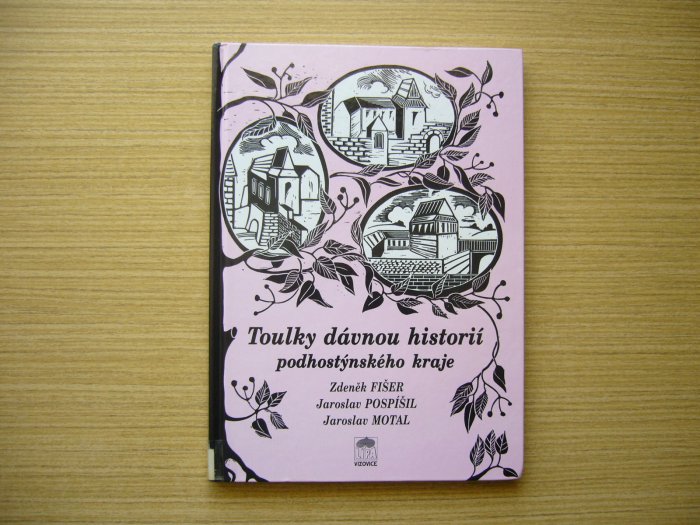 Toulky dávnou historií
podhostýnského kraje
Zdeněk FIŠER
Jaroslav POSPÍŠIL
Jaroslav MOTAL
LÍPA
VIZOVICE